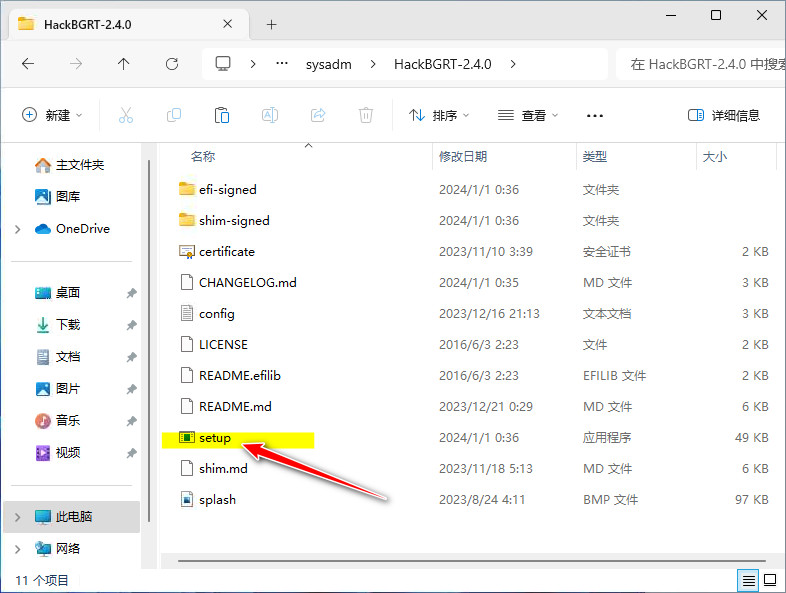 HackBGRT-2.4.0
sysadm HackBGRT-2.4.0 在 HackBGRT-2.4.0 中搜索
新建 排序 查看 详细信息
名称 修改日期 类型 大小
主文件夹
图库
OneDrive
桌面
下载
文档
图片
音乐
视频
此电脑
网络
efi-signed 2024/1/1 0:36 文件夹
shim-signed 2024/1/1 0:36 文件夹
certificate 2023/11/10 3:39 安全证书 2 KB
CHANGELOG.md 2024/1/1 0:35 MD 文件 3 KB
config 2023/12/16 21:13 文本文档 3 KB
LICENSE 2016/6/3 2:23 文件 2 KB
README.efilib 2016/6/3 2:23 EFILIB 文件 2 KB
README.md 2023/12/21 0:29 MD 文件 6 KB
setup 2024/1/1 0:36 应用程序 49 KB
shim.md 2023/11/18 5:13 MD 文件 6 KB
splash 2023/8/24 4:11 BMP 文件 97 KB
11 个项目